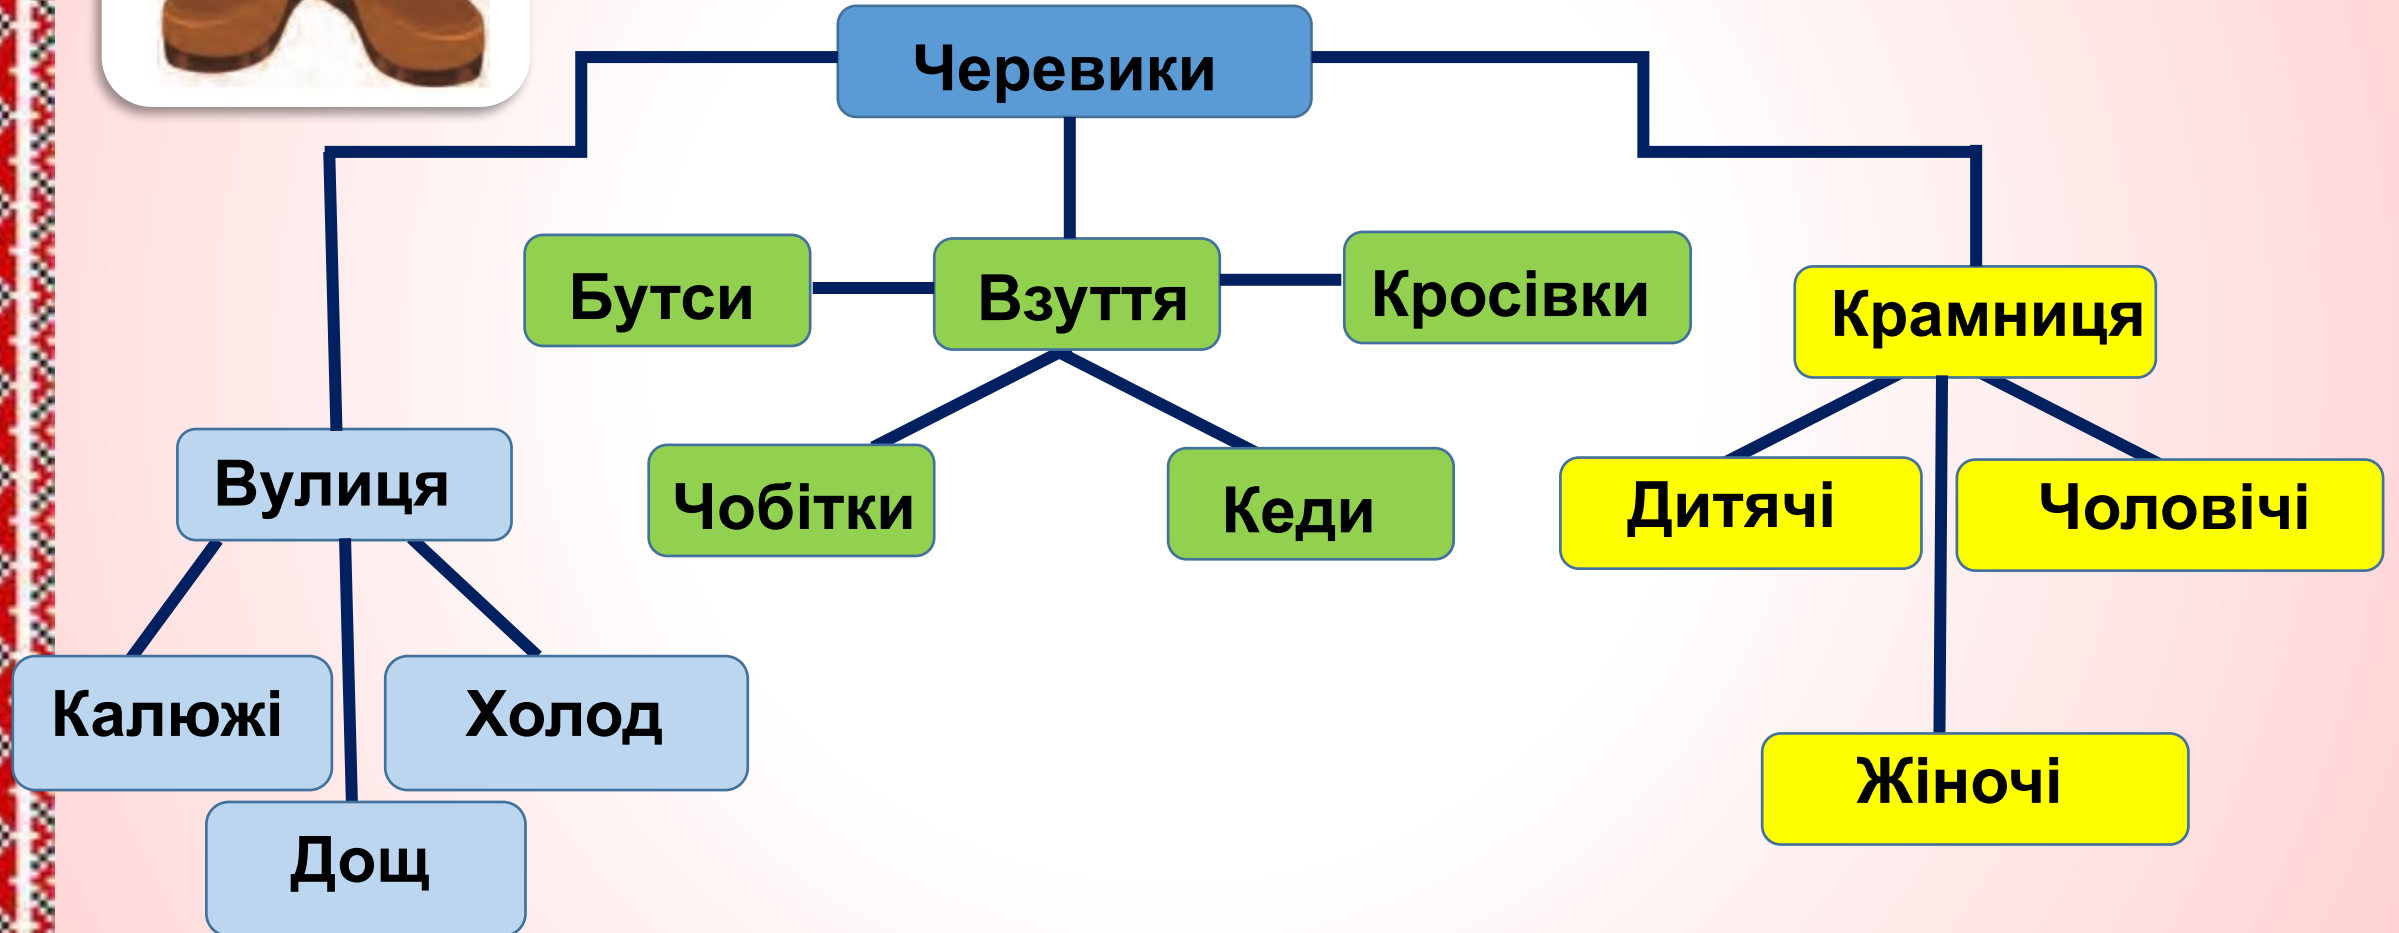 Черевики
Бутси
Взуття
Кросівки
Крамниця
Вулиця
Чобітки
Кеди
Дитячі
Чоловічі
Калюжі
Холод
Жіночі
Дощ